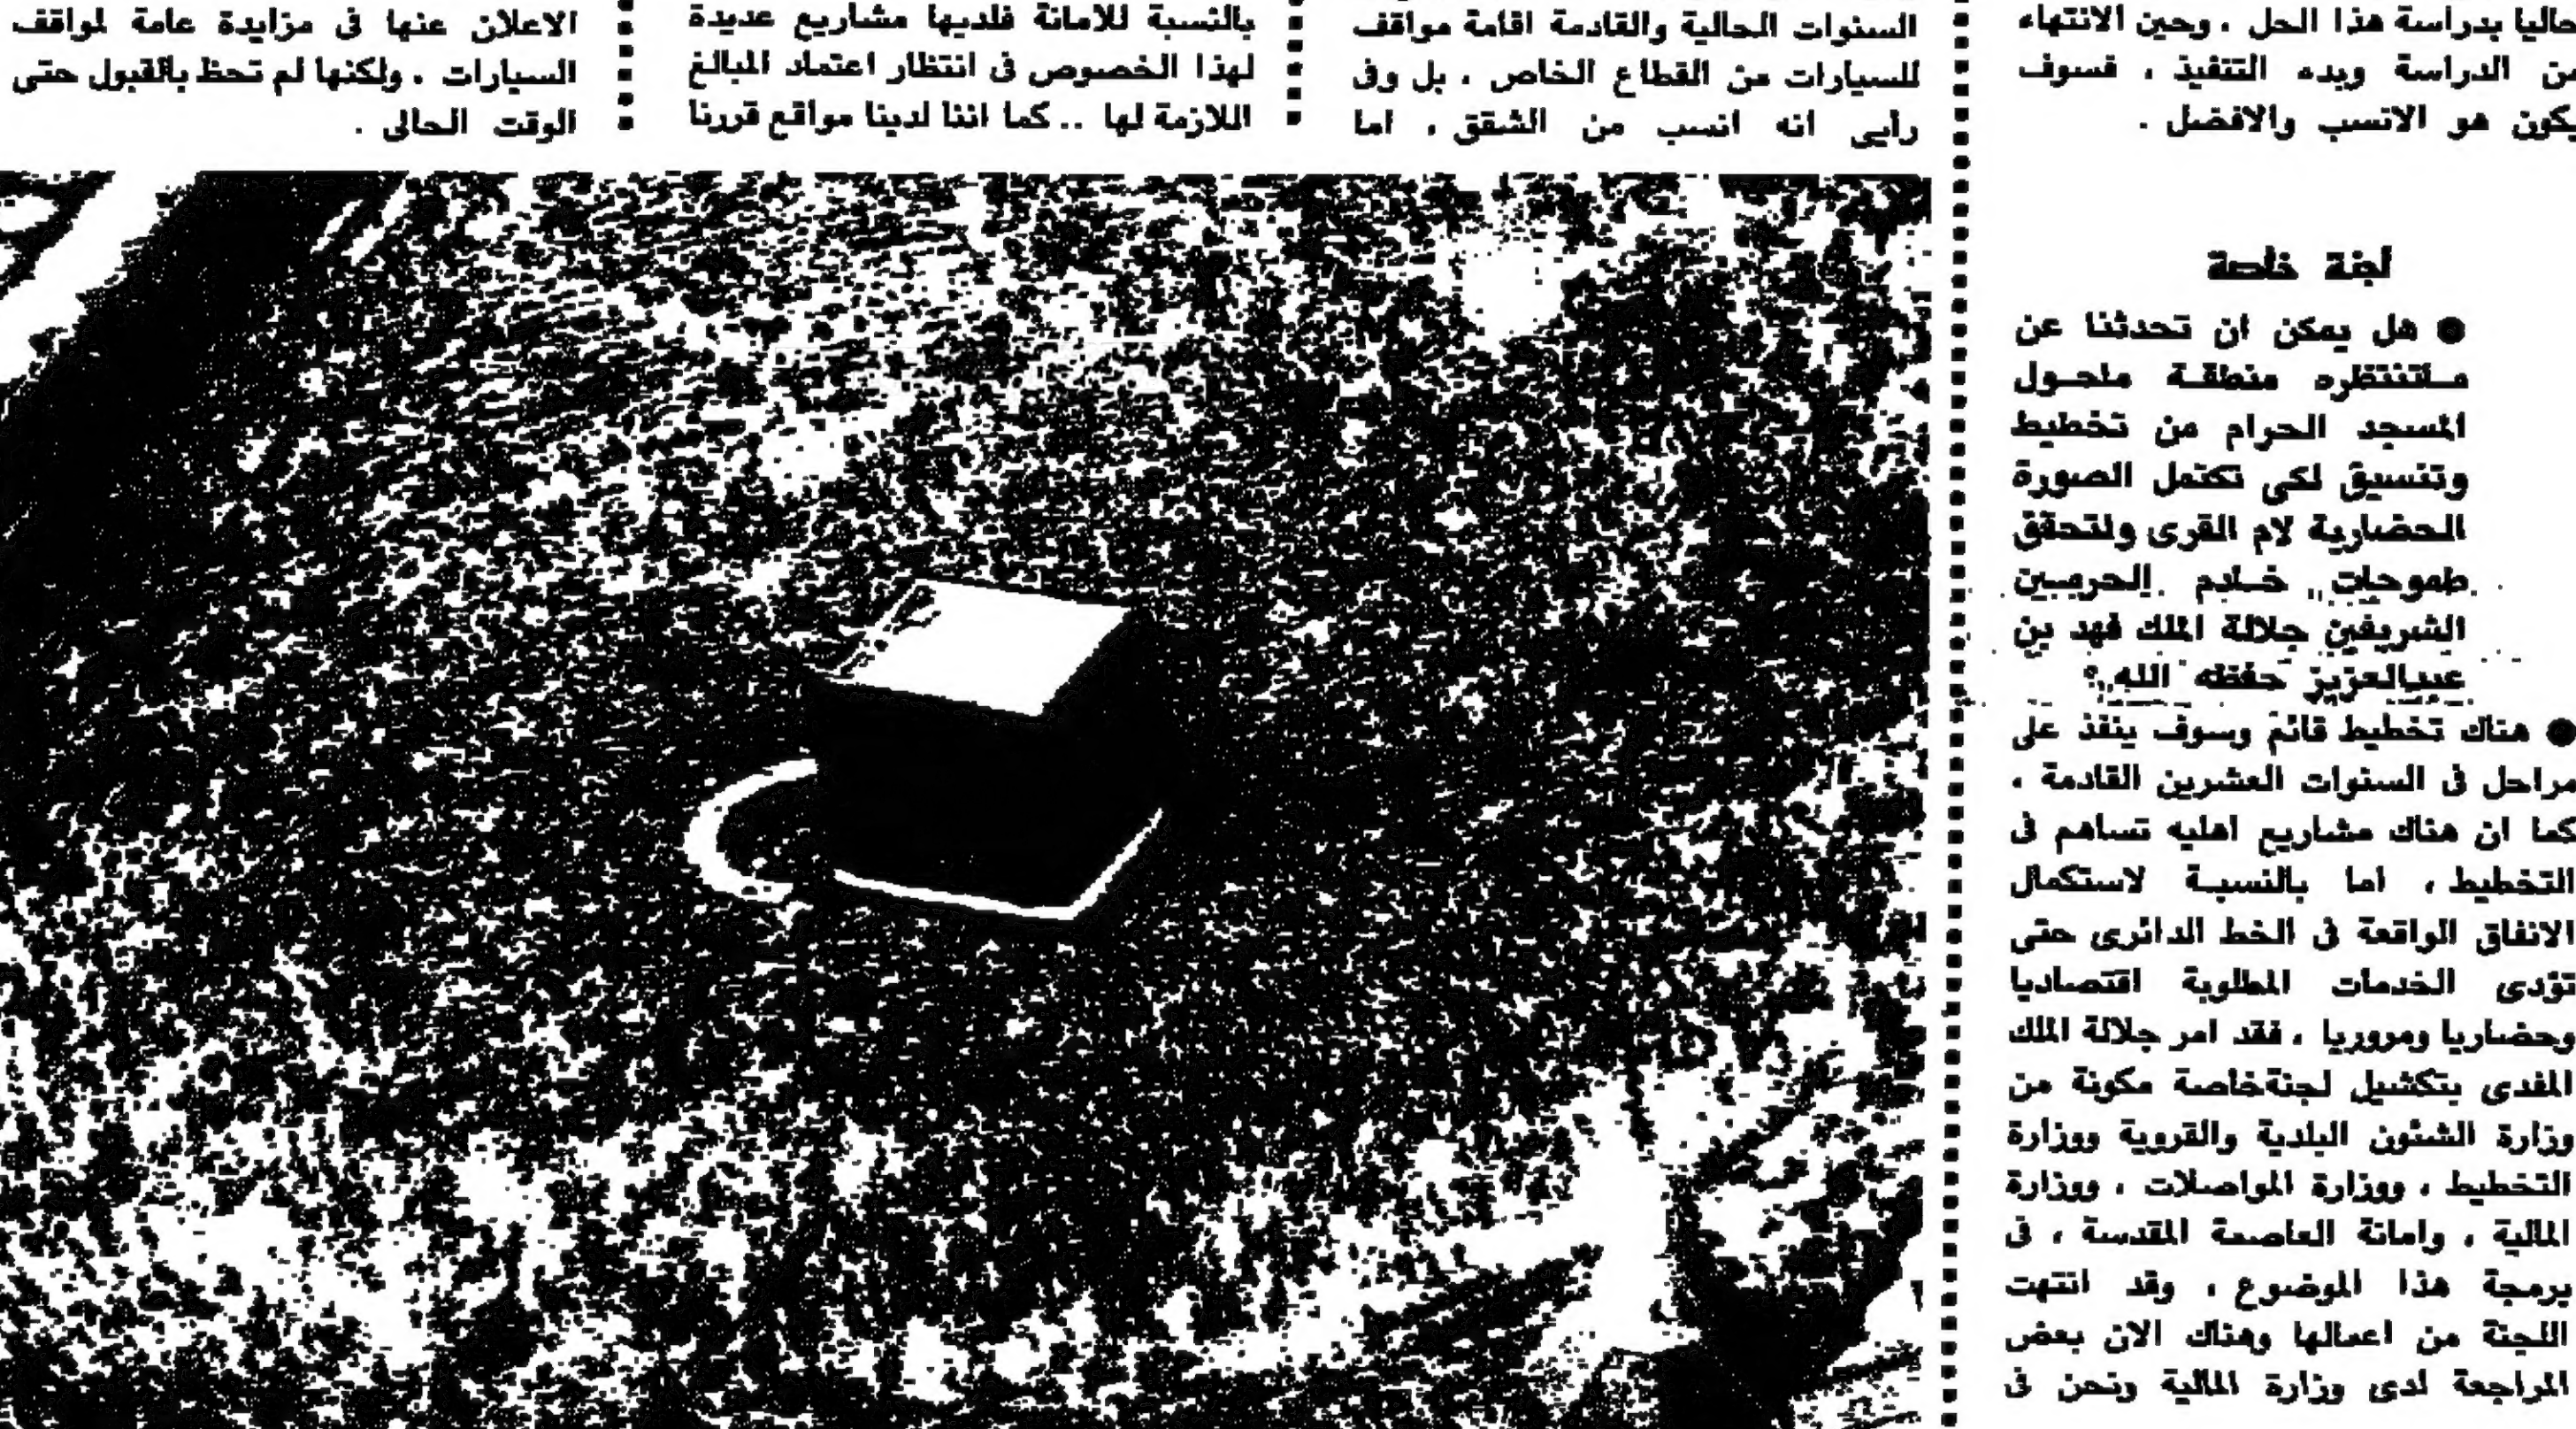 حاليا بدراسة هذا الحل ، وحين الانتهاء
من الدراسة وبدء التنفيذ ، فسوف
يكون هو الانسب والافضل .
لجنة خاصة
● هل يمكن ان تحدثنا عن
ماتنتظره منطقة ماحول
المسجد الحرام من تخطيط
وتنسيق لكى تكتمل الصورة
الحضارية لام القرى ولتحقق
طموحات خادم الحرمين
الشريفين جلالة الملك فهد بن
عبدالعزيز حفظه الله ؟
● هناك تخطيط قائم وسوف ينفذ على
مراحل فى السنوات العشرين القادمة ،
كما ان هناك مشاريع اهليه تساهم فى
التخطيط ، اما بالنسبة لاستكمال
الانفاق الواقعة فى الخط الدائرى حتى
تؤدى الخدمات المطلوبة اقتصاديا
وحضاريا ومروريا ، فقد امر جلالة الملك
المفدى بتكشيل لجنةخاصة مكونة من
وزارة الشئون البلدية والقروية ووزارة
التخطيط ، ووزارة المواصلات ، ووزارة
المالية ، وامانة العاصمة المقدسة ، فى
برمجة هذا الموضوع ، وقد انتهت
اللجنة من اعمالها وهناك الان بعض
المراجعة لدى وزارة المالية ونحن فى
السنوات الحالية والقادمة اقامة مواقف
للسيارات من القطاع الخاص ، بل وفى
رأيى انه انسب من الشقق ، اما
بالنسبة للامانة فلديها مشاريع عديدة
لهذا الخصوص فى انتظار اعتماد المبالغ
اللازمة لها .. كما اننا لدينا مواقع قررنا
الاعلان عنها فى مزايدة عامة لمواقف
السيارات ، ولكنها لم تحظ بالقبول حتى
الوقت الحالى .